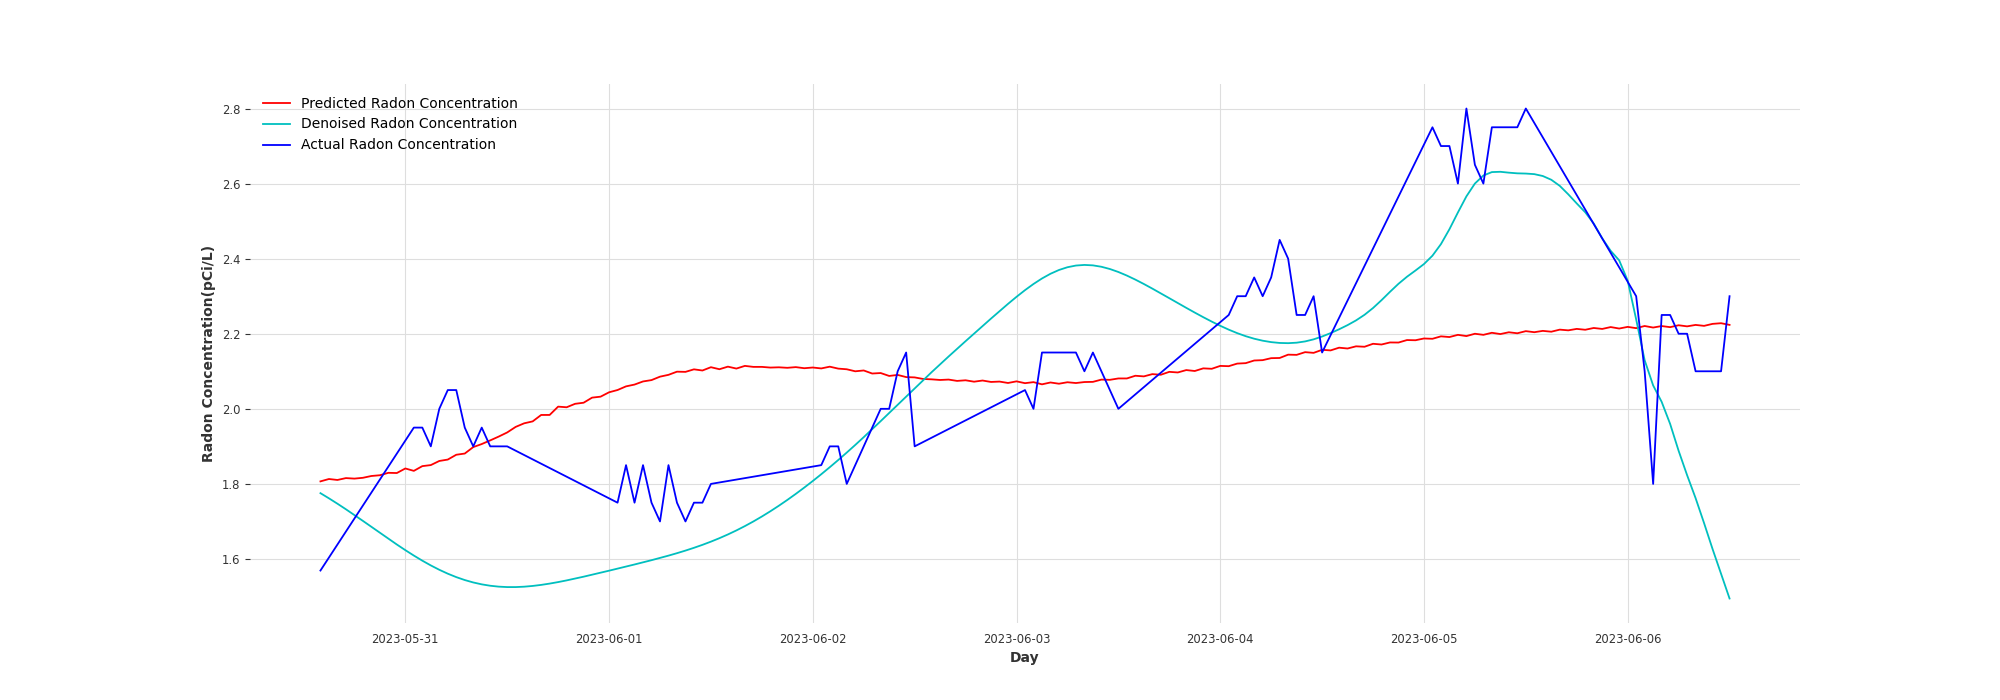 Predicted Radon Concentration
Denoised Radon Concentration
Actual Radon Concentration
Radon Concentration(pCi/L)
2.8
2.6
2.4
2.2
2.0
1.8
1.6
2023-05-31 2023-06-01 2023-06-02 2023-06-03 2023-06-04 2023-06-05 2023-06-06
Day